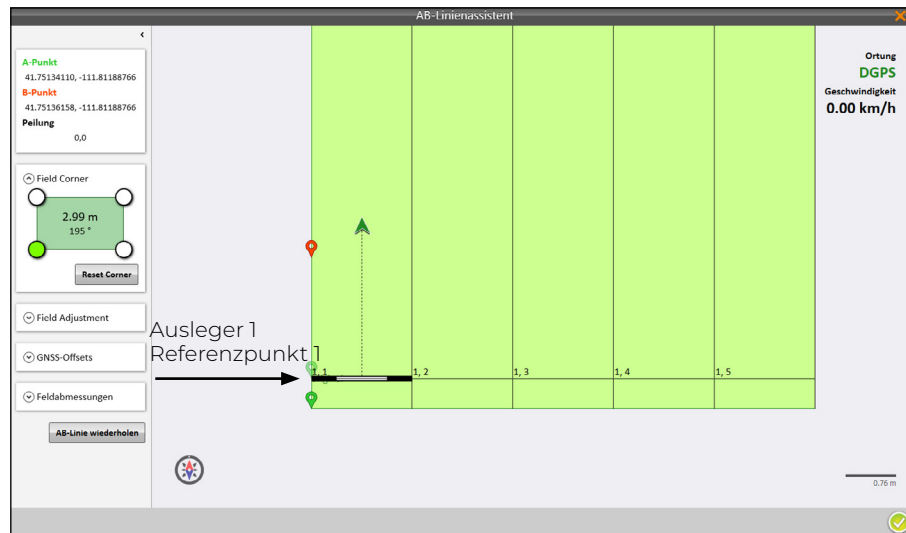 AB-Linienassistent
A-Punkt
41.75134110, -111.81188766
B-Punkt
41.75136158, -111.81188766
Peilung
0,0
Field Corner
2.99 m
195 °
Reset Corner
Field Adjustment
GNSS-Offsets
Feldabmessungen
AB-Linie wiederholen
Ausleger 1
Referenzpunkt 1
1, 1
1, 2
1, 3
1, 4
1, 5
Ortung
DGPS
Geschwindigkeit
0.00 km/h
0.76 m